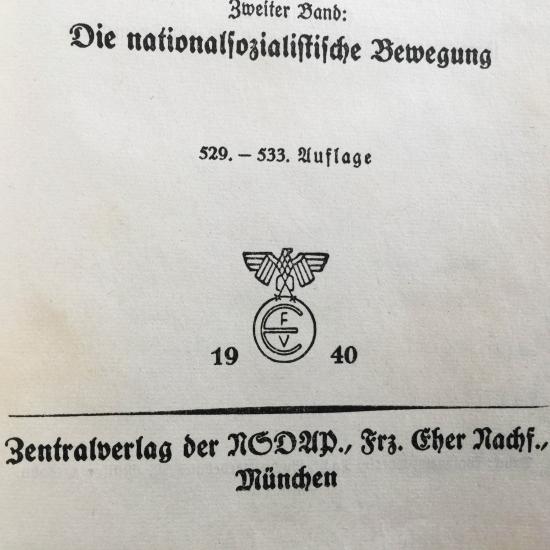 Zweiter Band:
Die nationalsozialistische Bewegung
529. – 533. Auflage
F
E
V
19 40
Zentralverlag der NSDAP., Frz. Eher Nachf.,
München